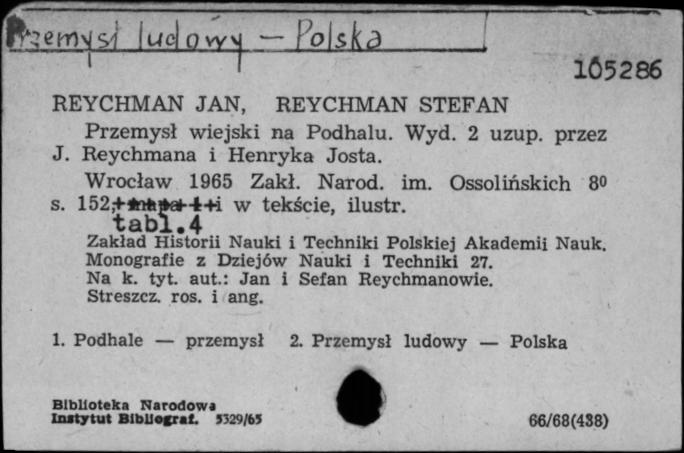 Przemysł ludowy — Polska
105286
REYCHMAN JAN, REYCHMAN STEFAN
Przemysł wiejski na Podhalu. Wyd. 2 uzup. przez
J. Reychmana i Henryka Josta.
Wrocław 1965 Zakł. Narod. im. Ossolińskich 8⁰
s. 152, i w tekście, ilustr.
tabl.4
Zakład Historii Nauki i Techniki Polskiej Akademii Nauk.
Monografie z Dziejów Nauki i Techniki 27.
Na k. tyt. aut.: Jan i Sefan Reychmanowie.
Streszcz. ros. i ang.
1. Podhale — przemysł 2. Przemysł ludowy — Polska
Biblioteka Narodowa
Instytut Bibliograf. 5329/65
66/68(438)